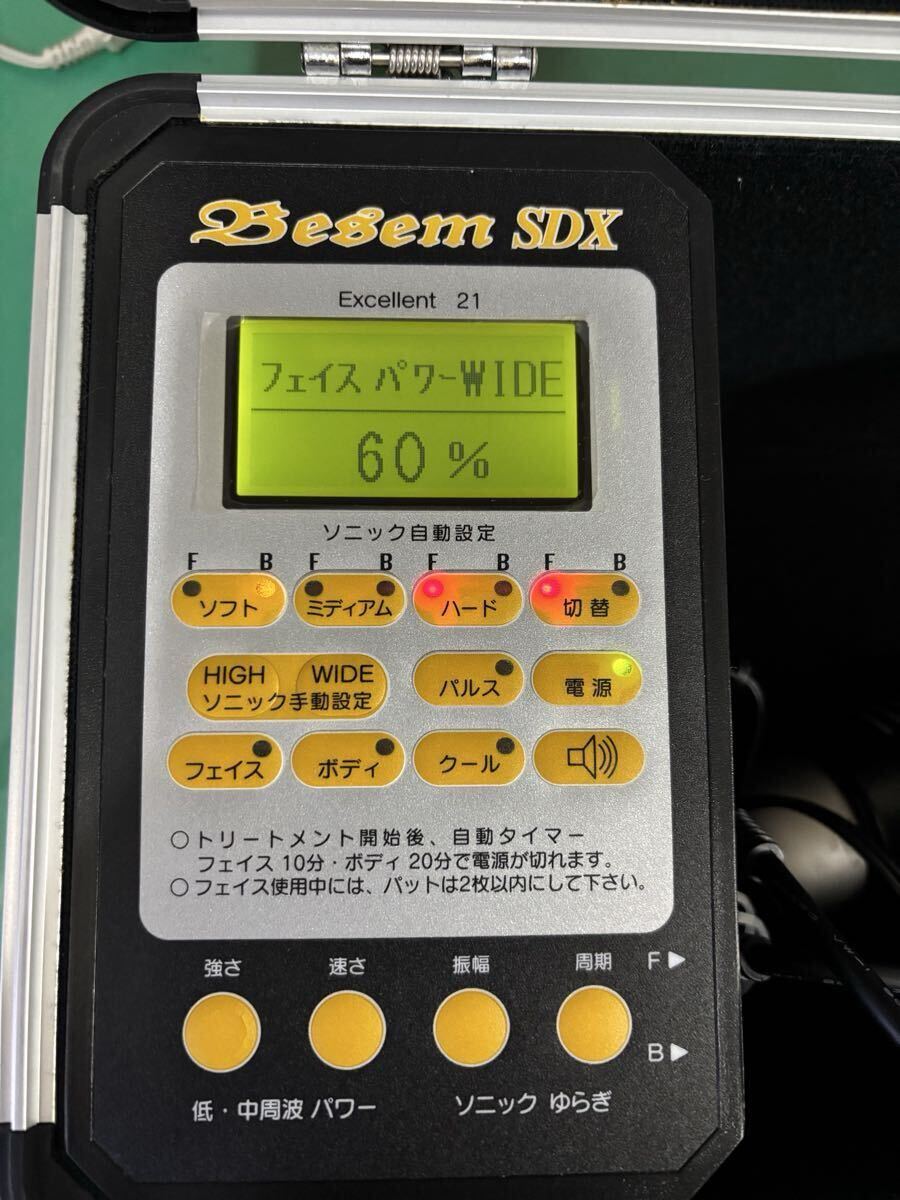 Besem SDX
Excellent 21
フェイス パワーWIDE
60 %
ソニック自動設定
F B F B F B F B
ソフト ミディアム ハード 切替
HIGH WIDE パルス 電源
ソニック手動設定
フェイス ボディ クール
○トリートメント開始後、自動タイマー
フェイス 10分・ボディ 20分で電源が切れます。
○フェイス使用中には、パットは2枚以内にして下さい。
強さ 速さ 振幅 周期 F▶
B▶
低・中周波 パワー ソニック ゆらぎ